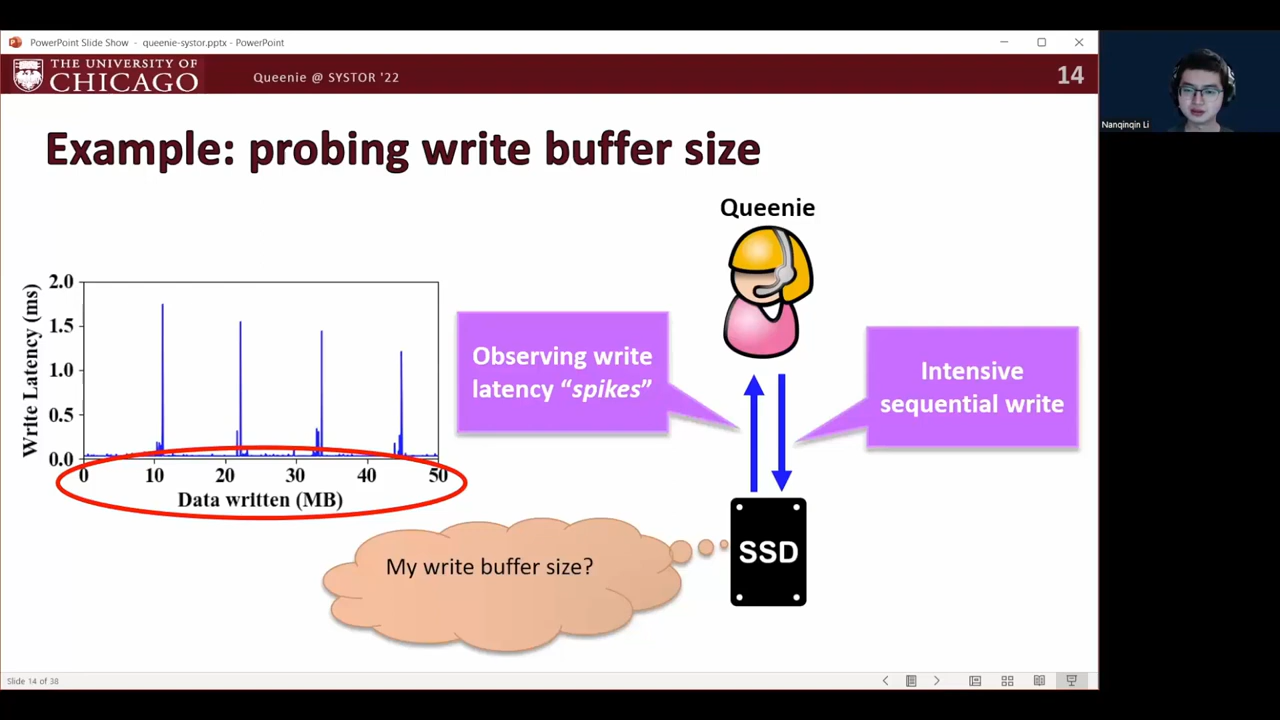 PowerPoint Slide Show - queenie-systor.pptx - PowerPoint
THE UNIVERSITY OF
CHICAGO
Queenie @ SYSTOR '22
14
Nanqinqin Li
Example: probing write buffer size
Queenie
Write Latency (ms)
2.0
1.5
1.0
0.5
0.0
0 10 20 30 40 50
Data written (MB)
Observing write
latency “spikes”
Intensive
sequential write
My write buffer size?
SSD
Slide 14 of 38